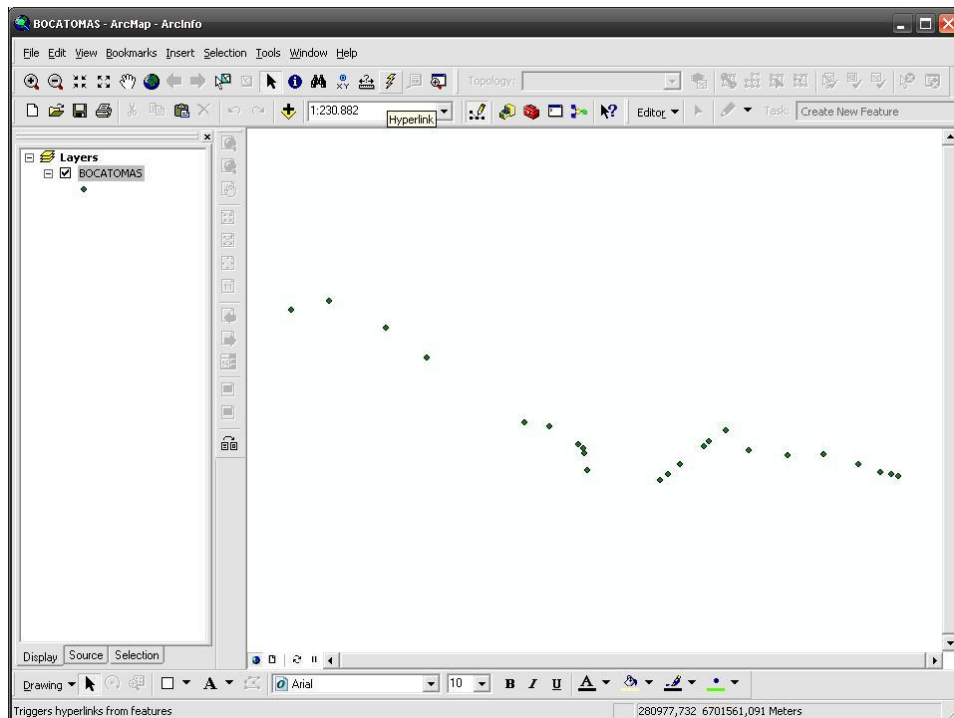 BOCATOMAS - ArcMap - ArcInfo
File Edit View Bookmarks Insert Selection Tools Window Help
Topology:
1:230.882 Editor Task: Create New Feature
Hyperlink
Layers
BOCATOMAS
Display Source Selection
Drawing A Arial 10 B I U A
Triggers hyperlinks from features 280977,732 6701561,091 Meters